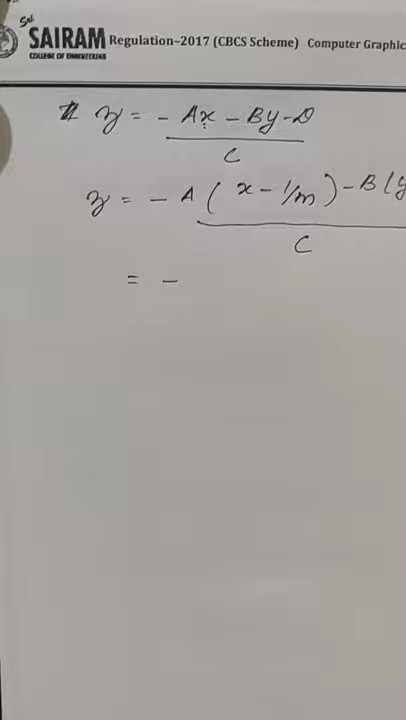 Sri
SAIRAM Regulation–2017 (CBCS Scheme) Computer Graphic
COLLEGE OF ENGINEERING
z = - Ax - By - D
C
z = - A ( x - 1/m ) - B (y
C
= -